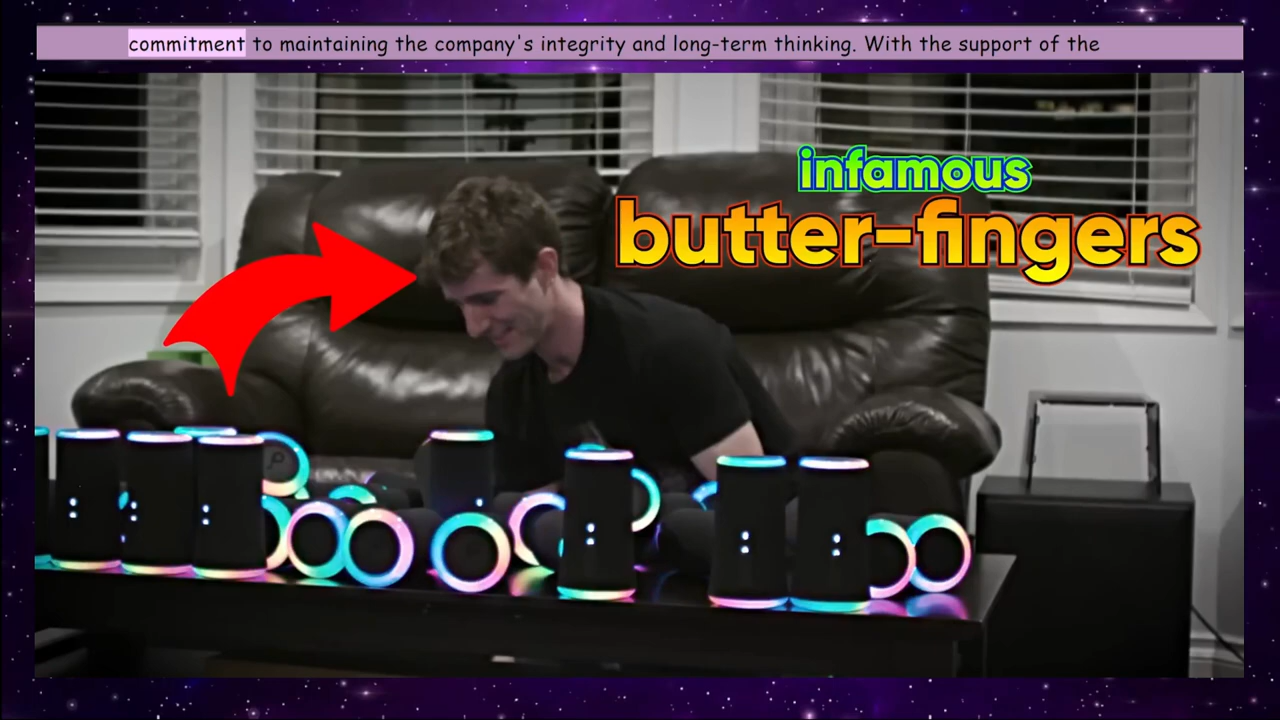 commitment to maintaining the company's integrity and long-term thinking. With the support of the
infamous
butter-fingers